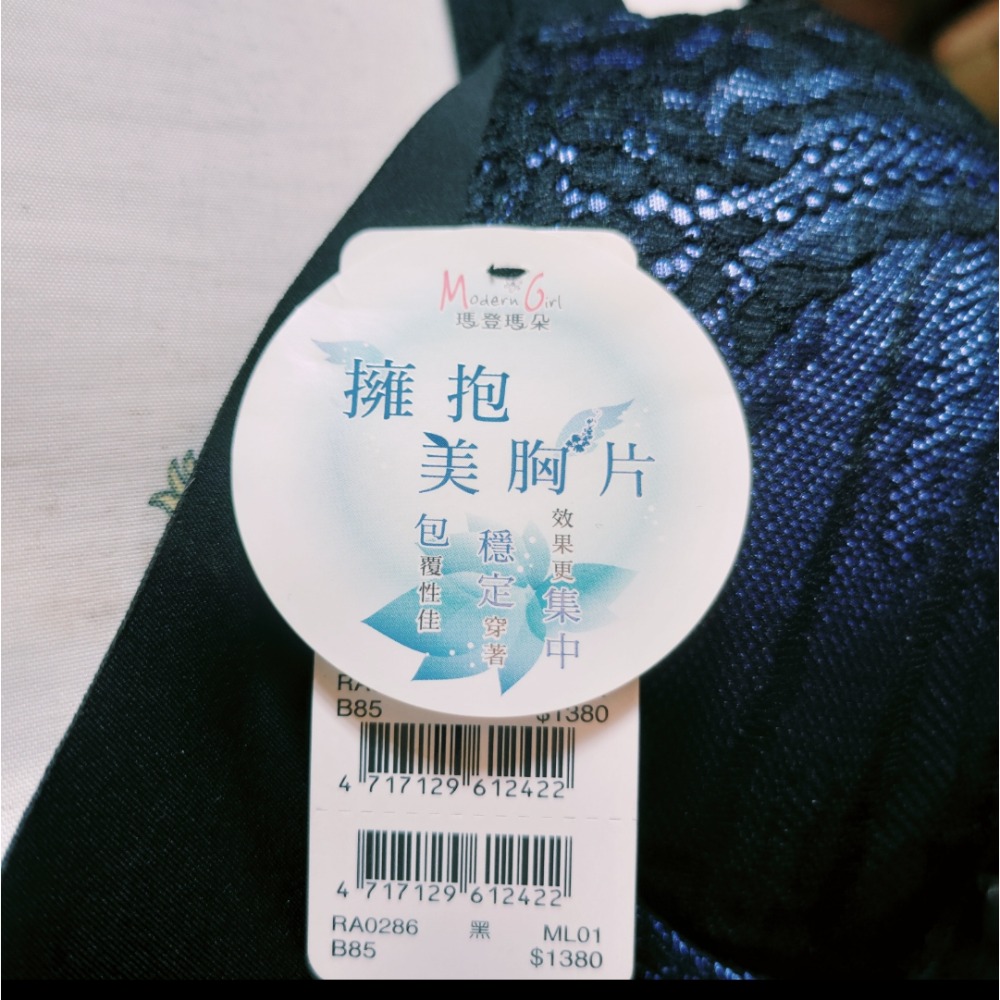 Modern Girl
瑪登瑪朵
擁抱
美胸片
效果更集中
穩定穿著
包覆性佳
B85 $1380
4 717129 612422
4 717129 612422
RA0286 黑 ML01
B85 $1380